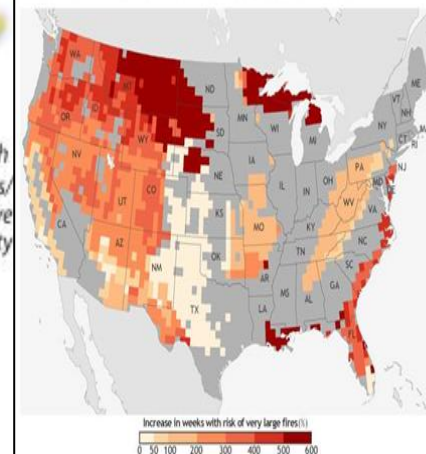 h
s/
re
ty
WA
MT
ND
MN
ME
VT
NH
OR
ID
SD
WI
NY
WY
MI
CT
RI
NV
NE
IA
PA
NJ
IL
IN
OH
MD
UT
CO
WV
VA
CA
KS
MO
KY
NC
AZ
NM
OK
TN
AR
SC
TX
MS
AL
GA
LA
FL
Increase in weeks with risk of very large fires (%)
0 50 100 200 300 400 500 600